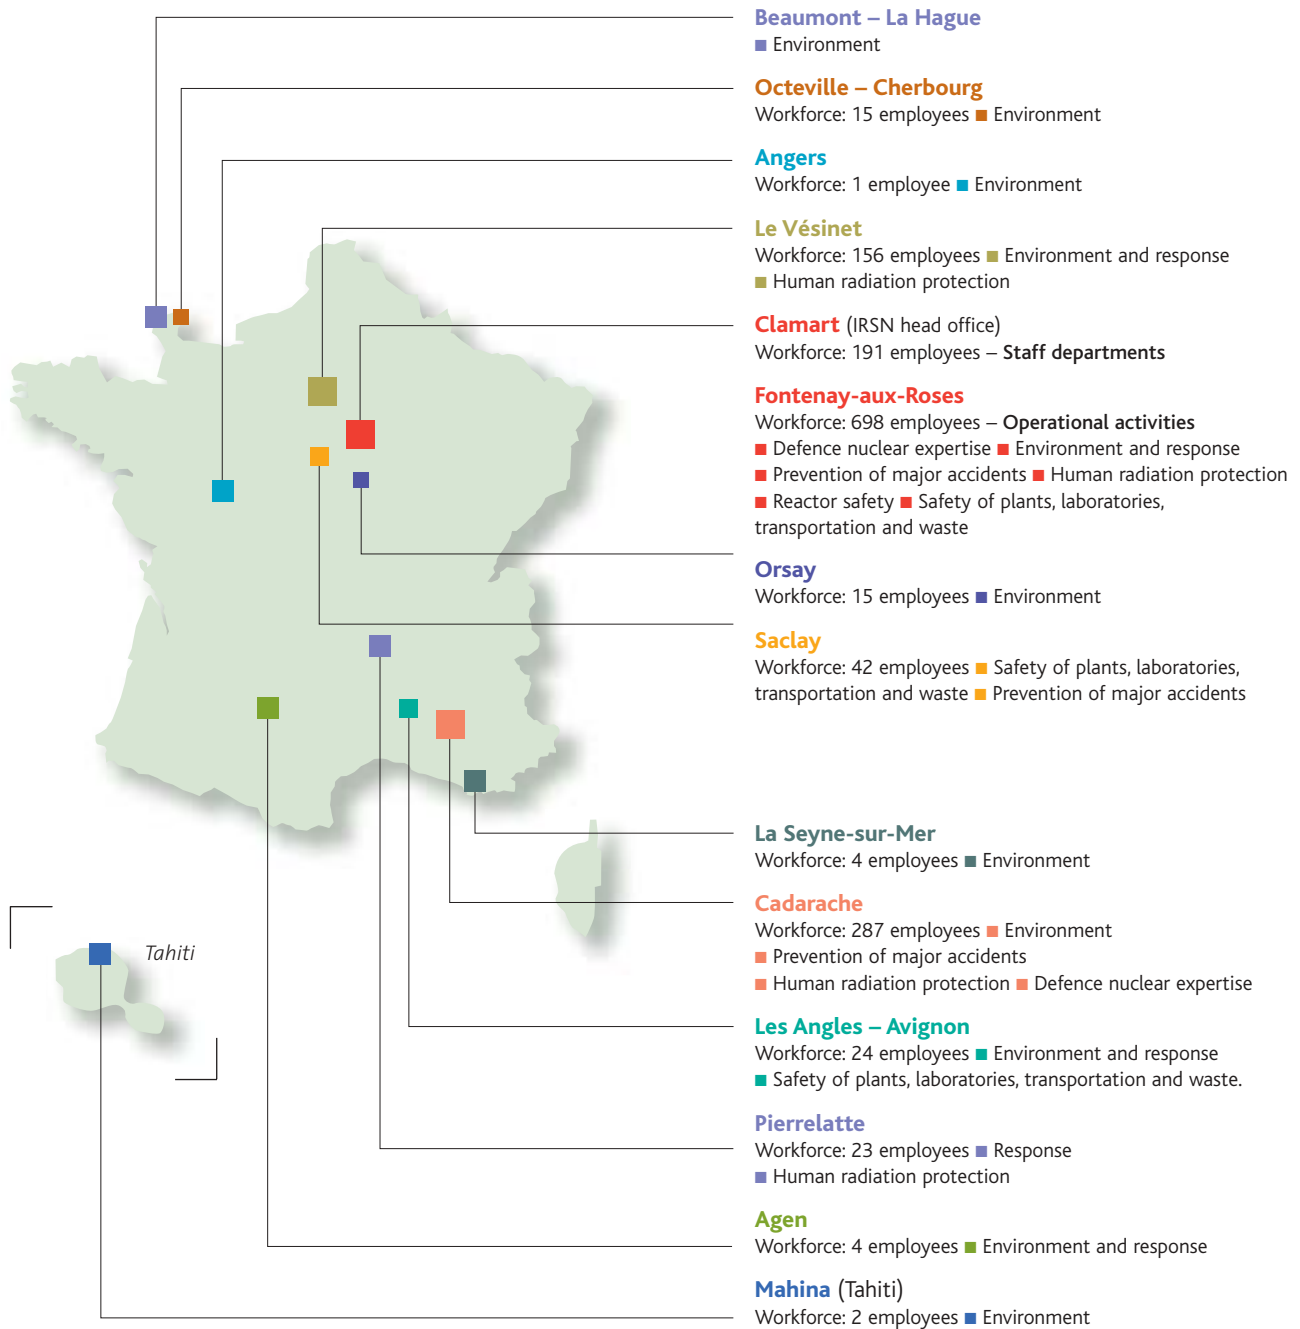 Beaumont – La Hague
■ Environment
Octeville – Cherbourg
Workforce: 15 employees ■ Environment
Angers
Workforce: 1 employee ■ Environment
Le Vésinet
Workforce: 156 employees ■ Environment and response
■ Human radiation protection
Clamart (IRSN head office)
Workforce: 191 employees – Staff departments
Fontenay-aux-Roses
Workforce: 698 employees – Operational activities
■ Defence nuclear expertise ■ Environment and response
■ Prevention of major accidents ■ Human radiation protection
■ Reactor safety ■ Safety of plants, laboratories,
transportation and waste
Orsay
Workforce: 15 employees ■ Environment
Saclay
Workforce: 42 employees ■ Safety of plants, laboratories,
transportation and waste ■ Prevention of major accidents
La Seyne-sur-Mer
Workforce: 4 employees ■ Environment
Cadarache
Workforce: 287 employees ■ Environment
■ Prevention of major accidents
■ Human radiation protection ■ Defence nuclear expertise
Tahiti
Les Angles – Avignon
Workforce: 24 employees ■ Environment and response
■ Safety of plants, laboratories, transportation and waste.
Pierrelatte
Workforce: 23 employees ■ Response
■ Human radiation protection
Agen
Workforce: 4 employees ■ Environment and response
Mahina (Tahiti)
Workforce: 2 employees ■ Environment